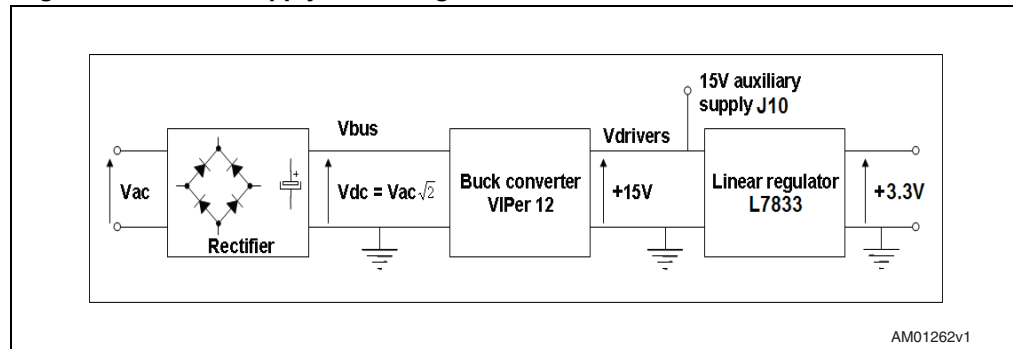 15V auxiliary
supply J10
Vbus
Vdrivers
Vac
Vdc = Vac√2
Buck converter
VIPer 12
+15V
Linear regulator
L7833
+3.3V
+
Rectifier
AM01262v1